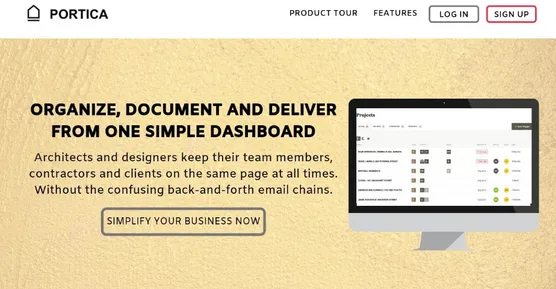 PORTICA
PRODUCT TOUR
FEATURES
LOG IN
SIGN UP
ORGANIZE, DOCUMENT AND DELIVER
FROM ONE SIMPLE DASHBOARD
Architects and designers keep their team members,
contractors and clients on the same page at all times.
Without the confusing back-and-forth email chains.
SIMPLIFY YOUR BUSINESS NOW
Projects